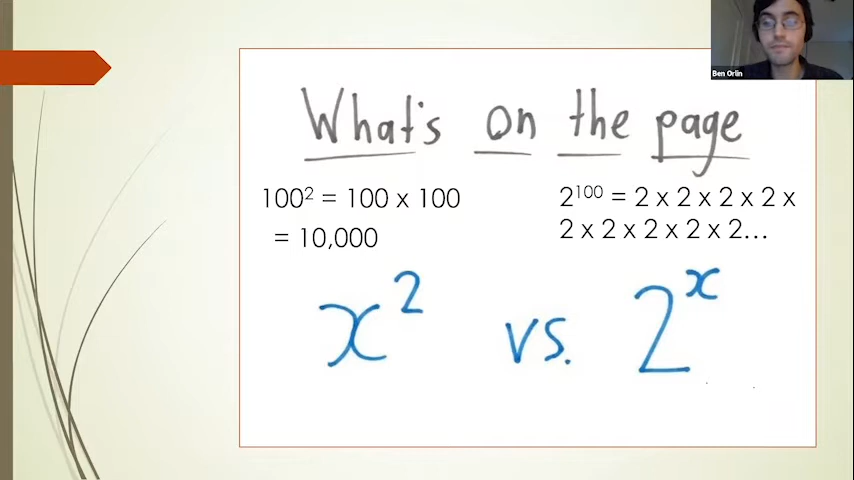 Ben Orlin
What's on the page
100² = 100 x 100
= 10,000
2¹⁰⁰ = 2 x 2 x 2 x 2 x
2 x 2 x 2 x 2 x 2…
x² vs. 2ˣ